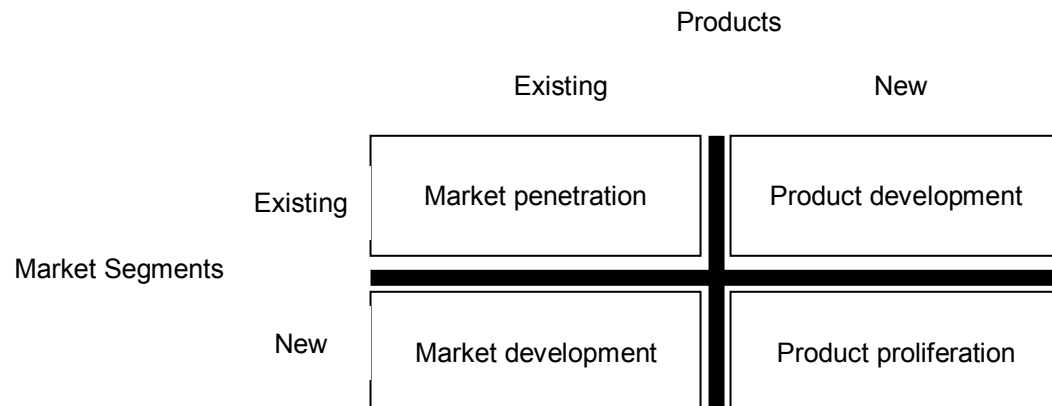 Products
Existing New
Existing Market penetration Product development
Market Segments
New Market development Product proliferation